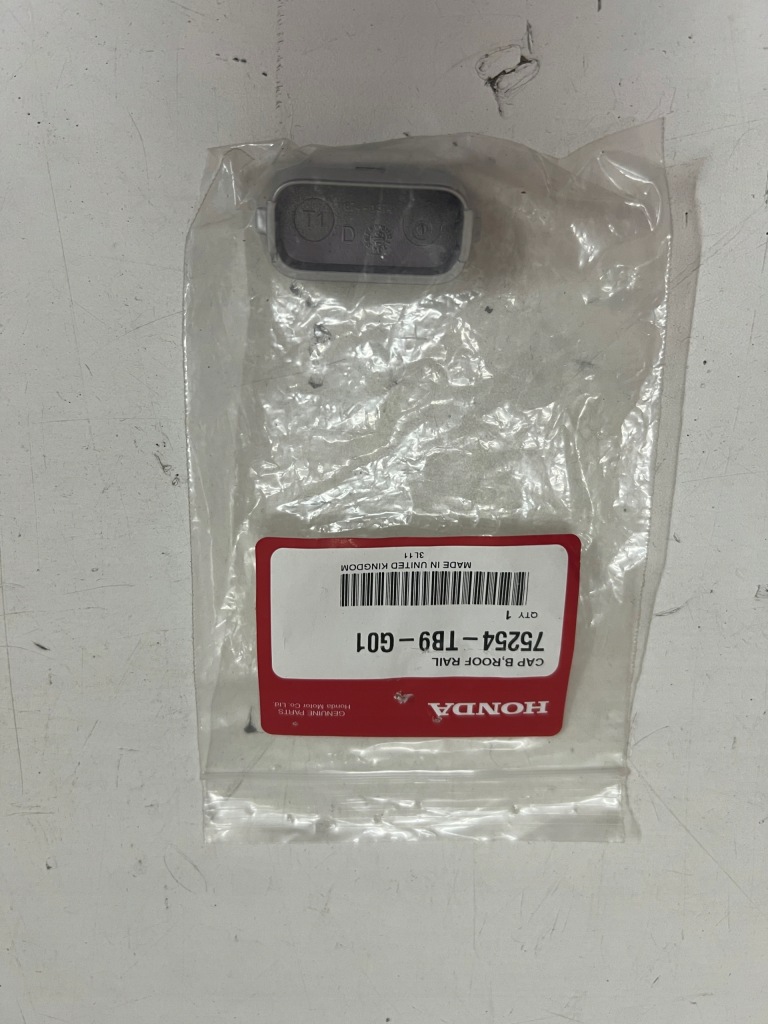 HONDA
GENUINE PARTS
Honda Motor Co. Ltd.
CAP B,ROOF RAIL
75254-TB9-G01
QTY 1
MADE IN UNITED KINGDOM
3L11
T1
D